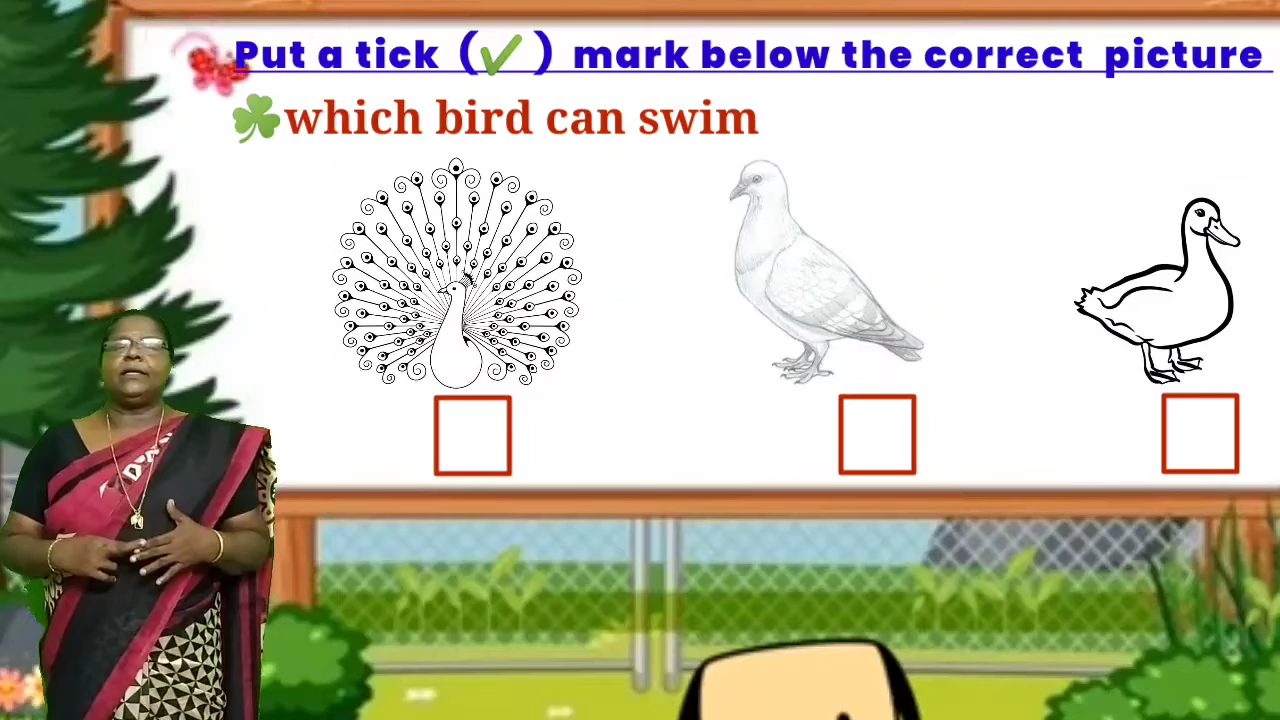 Put a tick (✔) mark below the correct picture
☘which bird can swim